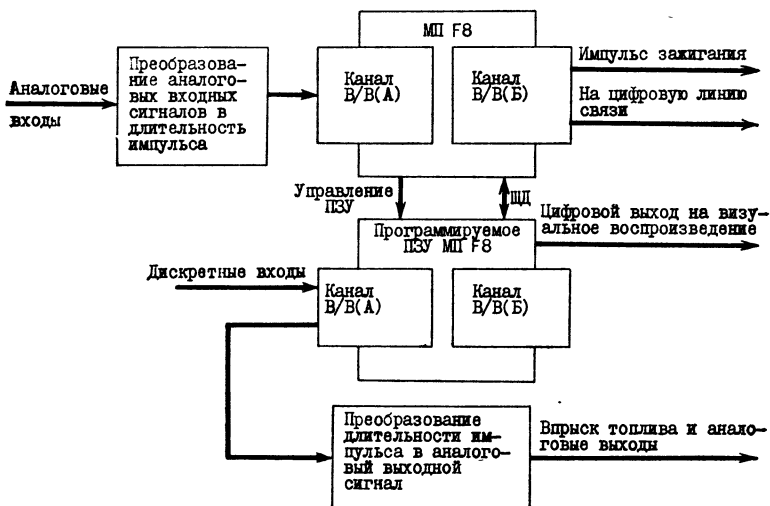 МП F8
Аналоговые
входы
Преобразова-
ние аналого-
вых входных
сигналов в
длительность
импульса
Канал
В/В(А)
Канал
В/В(Б)
Импульс зажигания
На цифровую линию
связи
Управление
ПЗУ
ШД
Цифровой выход на визу-
альное воспроизведение
Программируемое
ПЗУ МП F8
Дискретные входы
Канал
В/В(А)
Канал
В/В(Б)
Преобразование
длительности им-
пульса в аналого-
вый выходной
сигнал
Впрыск топлива и анало-
говые выходы